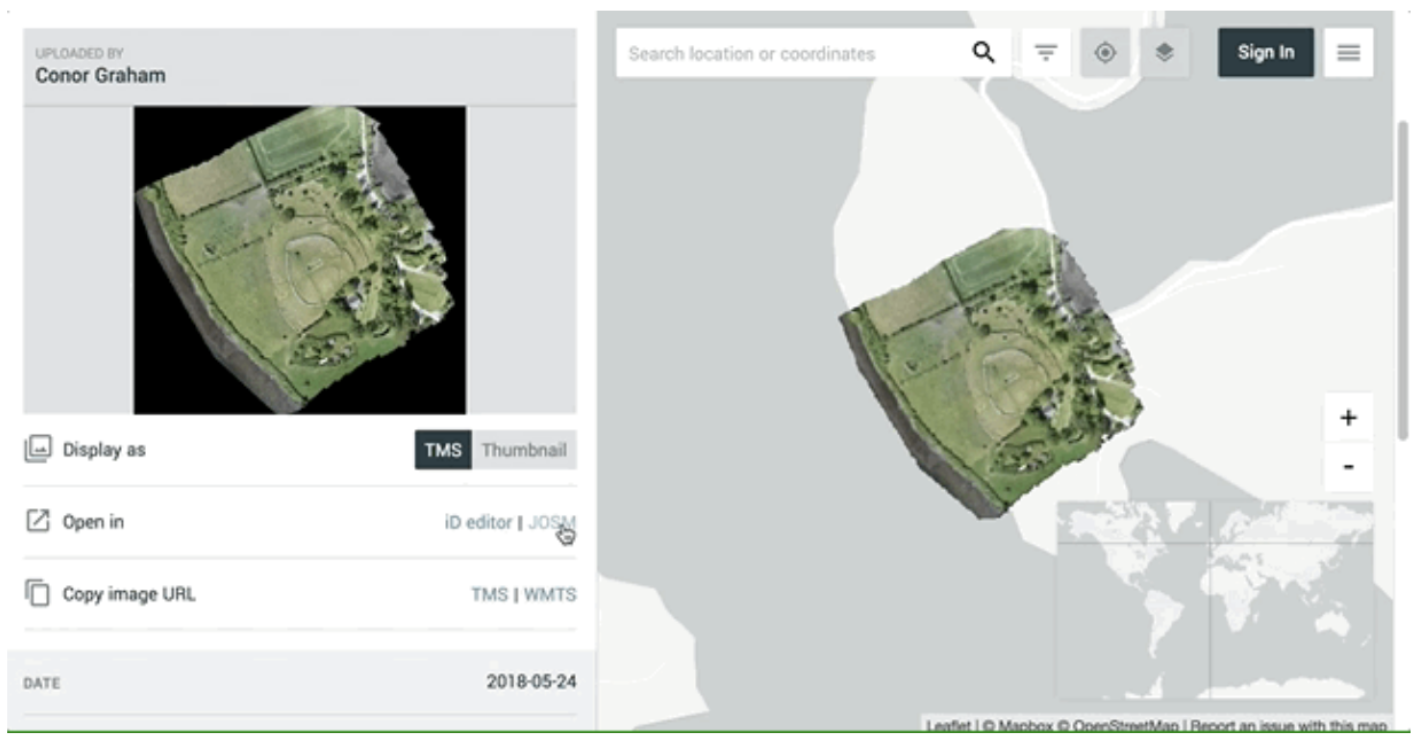 UPLOADED BY
Conor Graham
Display as TMS Thumbnail
Open in iD editor | JOSM
Copy image URL TMS | WMTS
DATE 2018-05-24
Search location or coordinates Sign In
+
-
Leaflet | © Mapbox © OpenStreetMap | Report an issue with this map